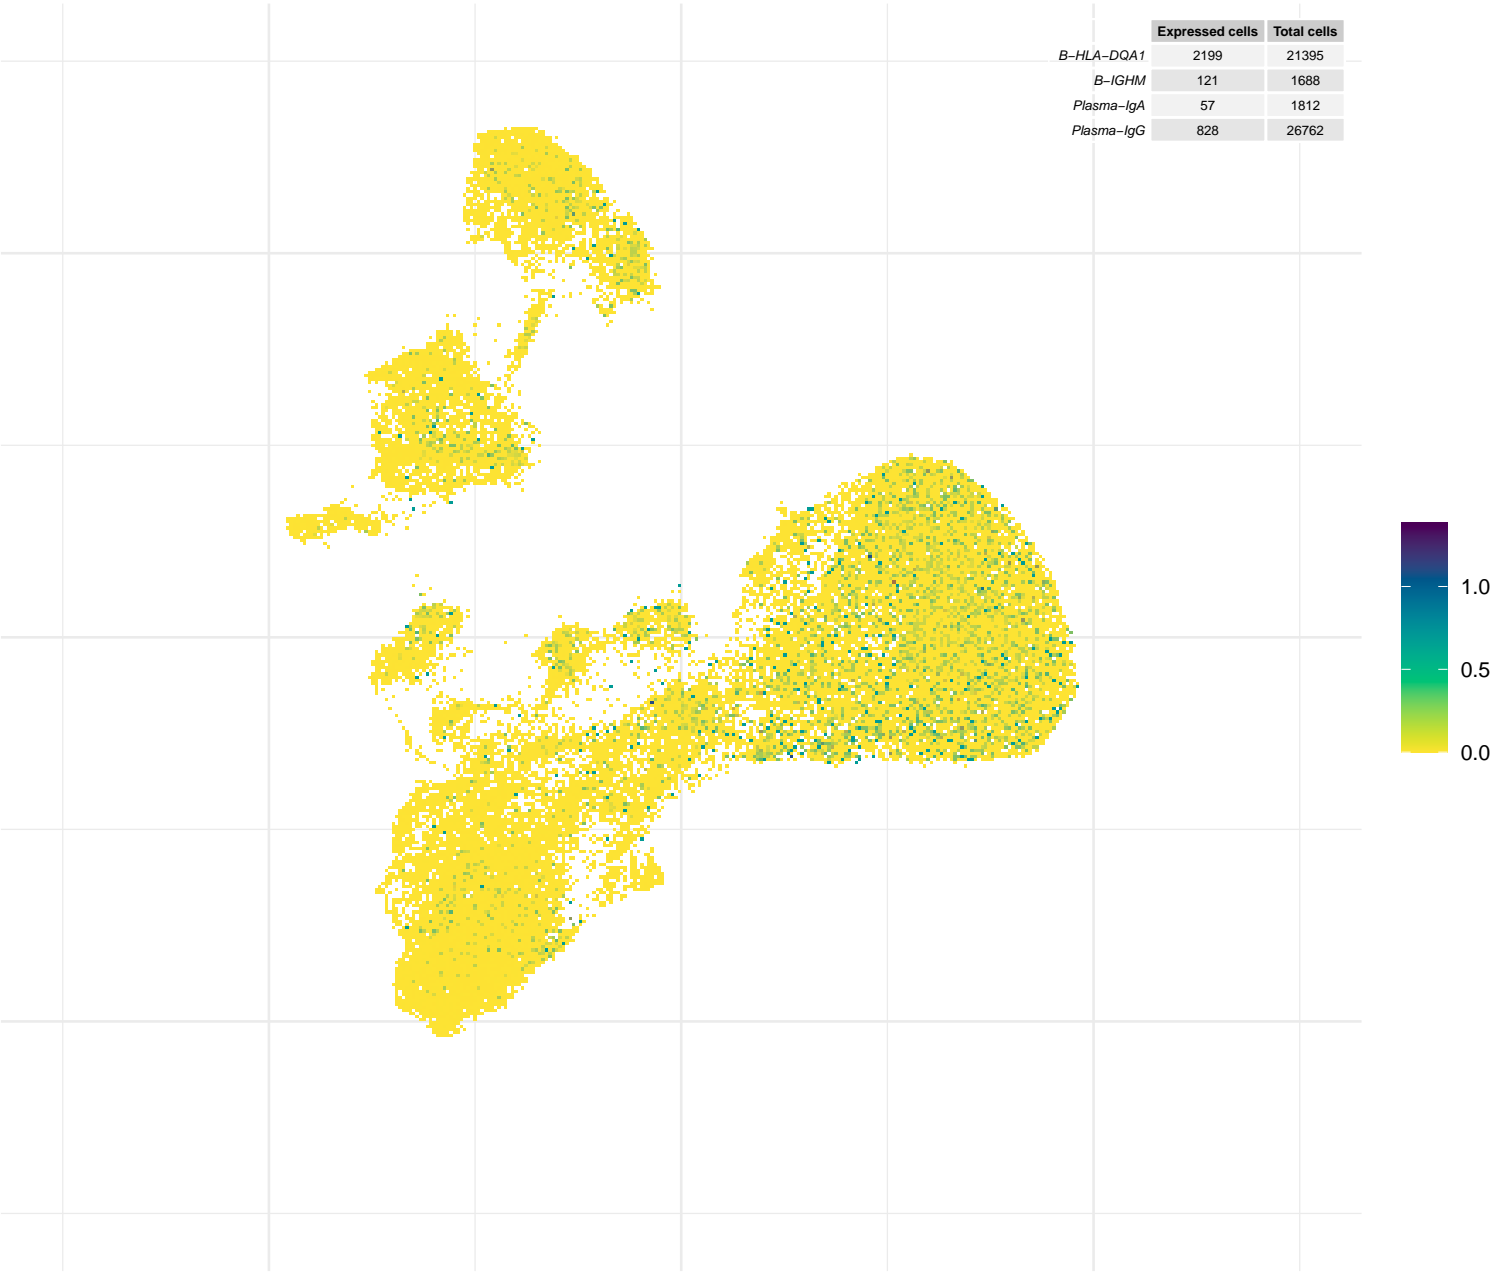 Expressed cells Total cells
B−HLA−DQA1 2199 21395
B−IGHM 121 1688
Plasma−IgA 57 1812
Plasma−IgG 828 26762
1.0
0.5
0.0